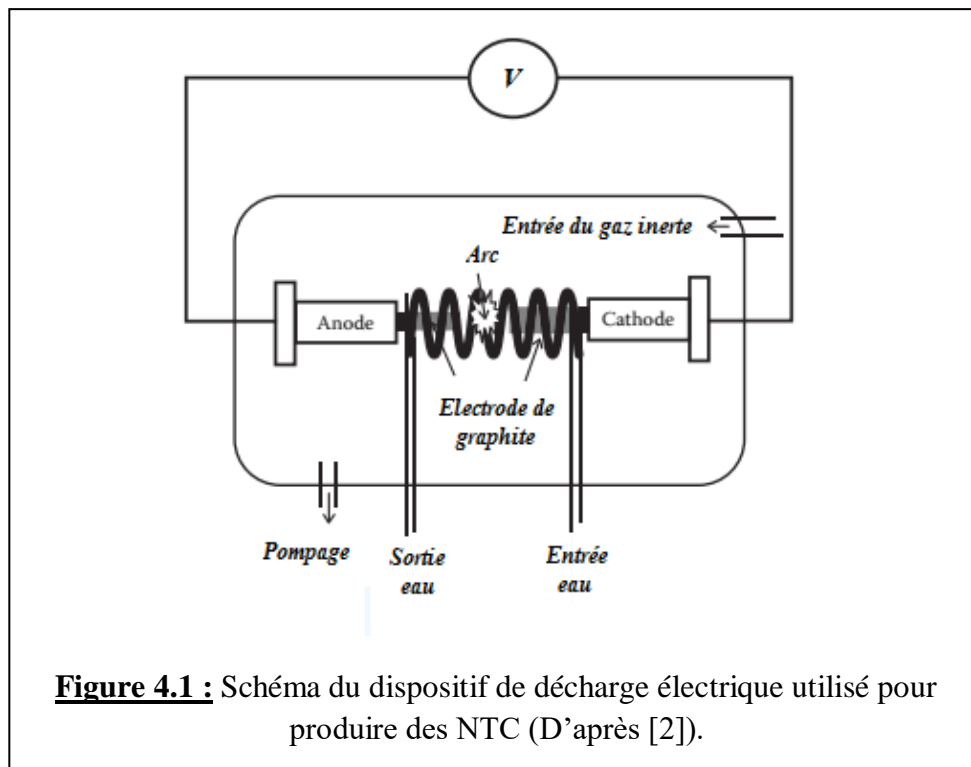 V
Entrée du gaz inerte
Arc
Anode
Cathode
Electrode de
graphite
Pompage
Sortie
eau
Entrée
eau
Figure 4.1 : Schéma du dispositif de décharge électrique utilisé pour
produire des NTC (D’après [2]).